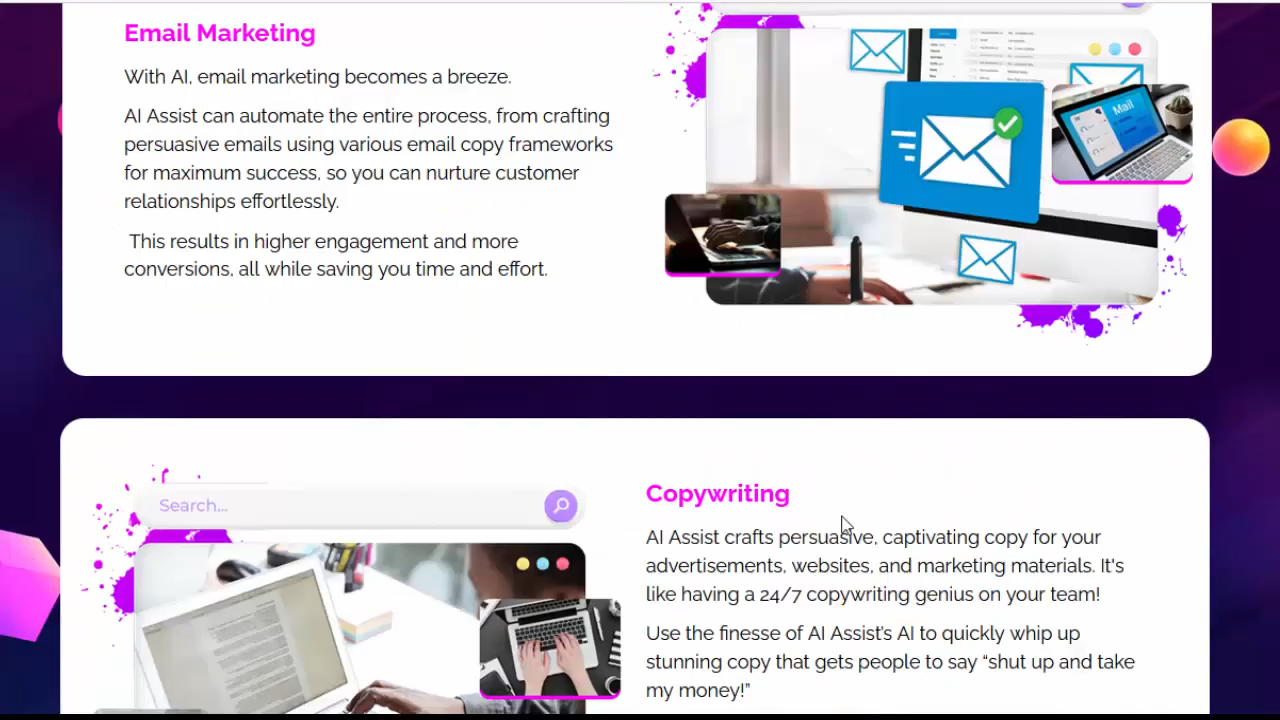 Email Marketing
With AI, email marketing becomes a breeze.
AI Assist can automate the entire process, from crafting
persuasive emails using various email copy frameworks
for maximum success, so you can nurture customer
relationships effortlessly.
This results in higher engagement and more
conversions, all while saving you time and effort.
Mail
Search...
Copywriting
AI Assist crafts persuasive, captivating copy for your
advertisements, websites, and marketing materials. It's
like having a 24/7 copywriting genius on your team!
Use the finesse of AI Assist’s AI to quickly whip up
stunning copy that gets people to say “shut up and take
my money!”